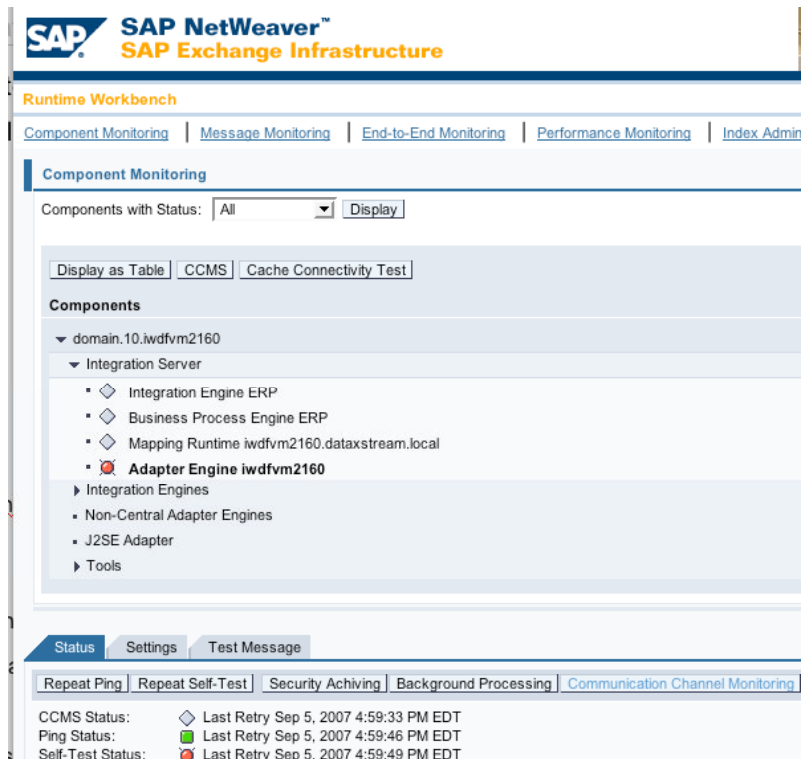 SAP
SAP NetWeaver™
SAP Exchange Infrastructure
Runtime Workbench
Component Monitoring | Message Monitoring | End-to-End Monitoring | Performance Monitoring | Index Admin
Component Monitoring
Components with Status: All Display
Display as Table CCMS Cache Connectivity Test
Components
domain.10.iwdfvm2160
Integration Server
Integration Engine ERP
Business Process Engine ERP
Mapping Runtime iwdfvm2160.dataxstream.local
Adapter Engine iwdfvm2160
Integration Engines
Non-Central Adapter Engines
J2SE Adapter
Tools
Status Settings Test Message
Repeat Ping Repeat Self-Test Security Achiving Background Processing Communication Channel Monitoring
CCMS Status: Last Retry Sep 5, 2007 4:59:33 PM EDT
Ping Status: Last Retry Sep 5, 2007 4:59:46 PM EDT
Self-Test Status: Last Retry Sep 5, 2007 4:59:49 PM EDT